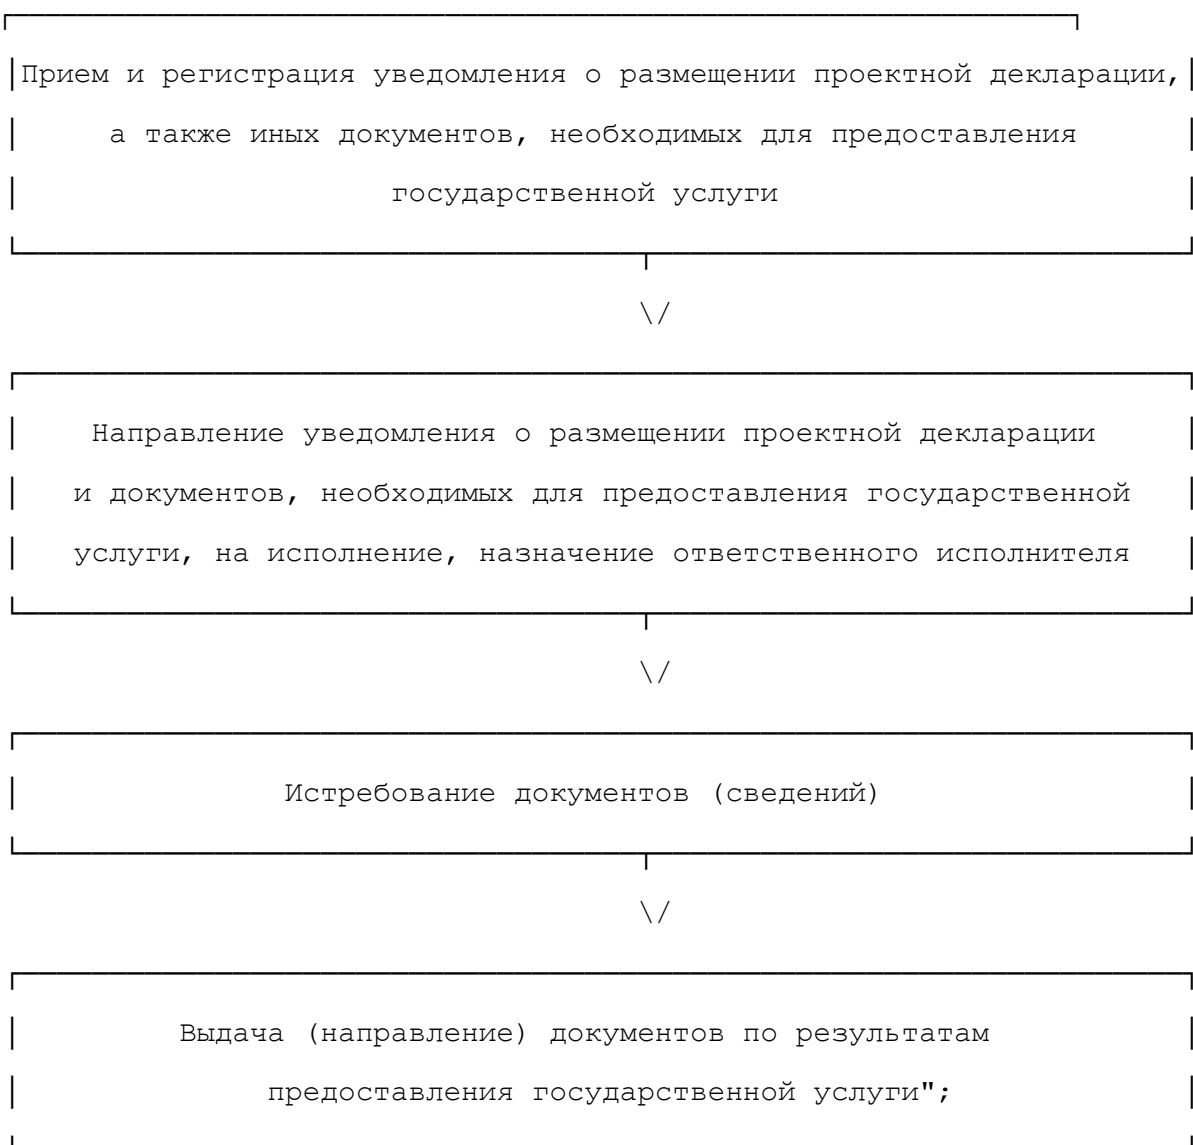 Прием и регистрация уведомления о размещении проектной декларации,
а также иных документов, необходимых для предоставления
государственной услуги
\/
Направление уведомления о размещении проектной декларации
и документов, необходимых для предоставления государственной
услуги, на исполнение, назначение ответственного исполнителя
\/
Истребование документов (сведений)
\/
Выдача (направление) документов по результатам
предоставления государственной услуги";